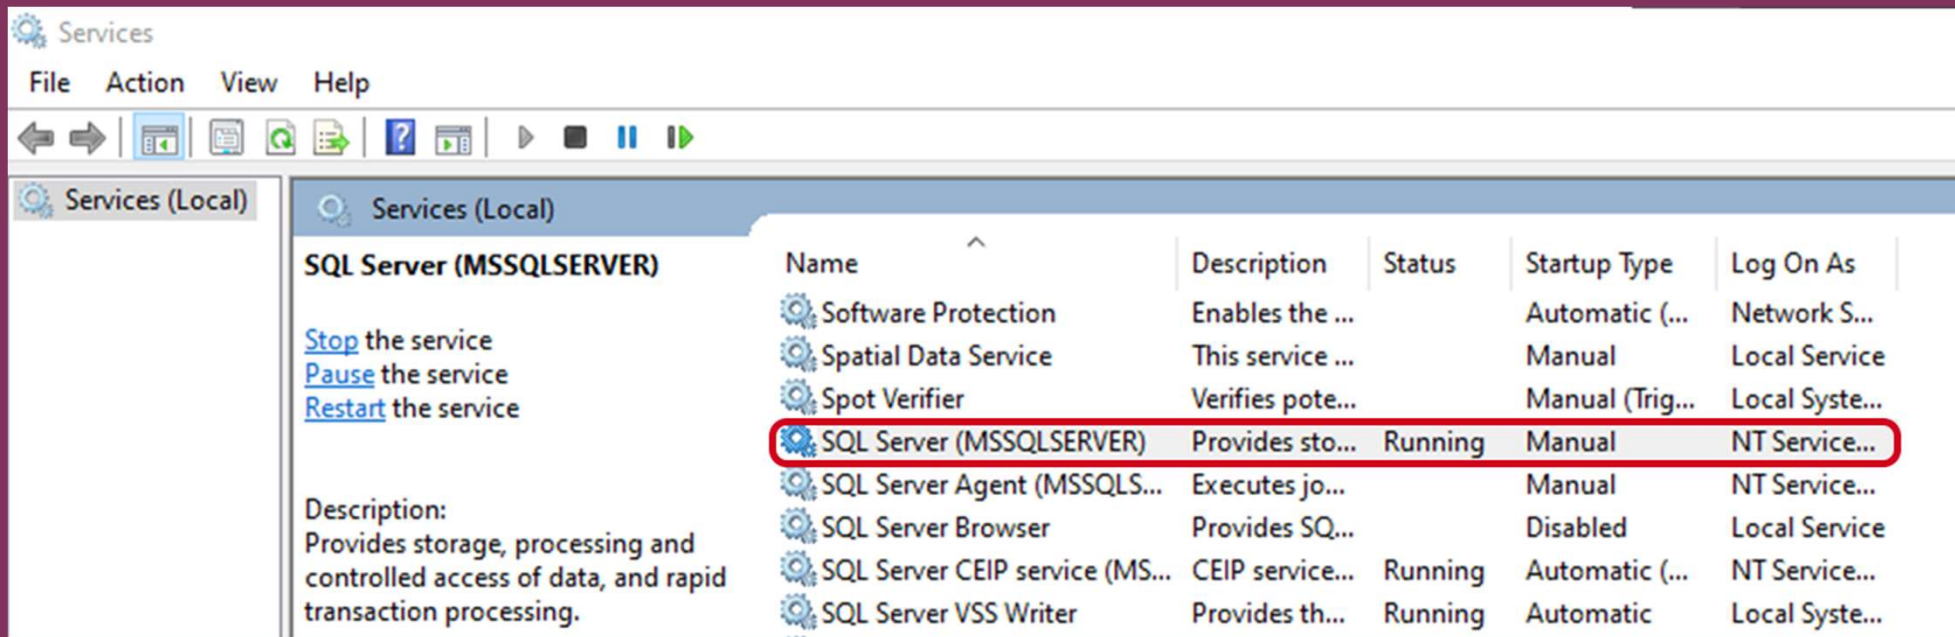 Services
File Action View Help
Services (Local)
Services (Local)
SQL Server (MSSQLSERVER)
Stop the service
Pause the service
Restart the service
Description:
Provides storage, processing and
controlled access of data, and rapid
transaction processing.
Name Description Status Startup Type Log On As
Software Protection Enables the ... Automatic (... Network S...
Spatial Data Service This service ... Manual Local Service
Spot Verifier Verifies pote... Manual (Trig... Local Syste...
SQL Server (MSSQLSERVER) Provides sto... Running Manual NT Service...
SQL Server Agent (MSSQLS... Executes jo... Manual NT Service...
SQL Server Browser Provides SQ... Disabled Local Service
SQL Server CEIP service (MS... CEIP service... Running Automatic (... NT Service...
SQL Server VSS Writer Provides th... Running Automatic Local Syste...